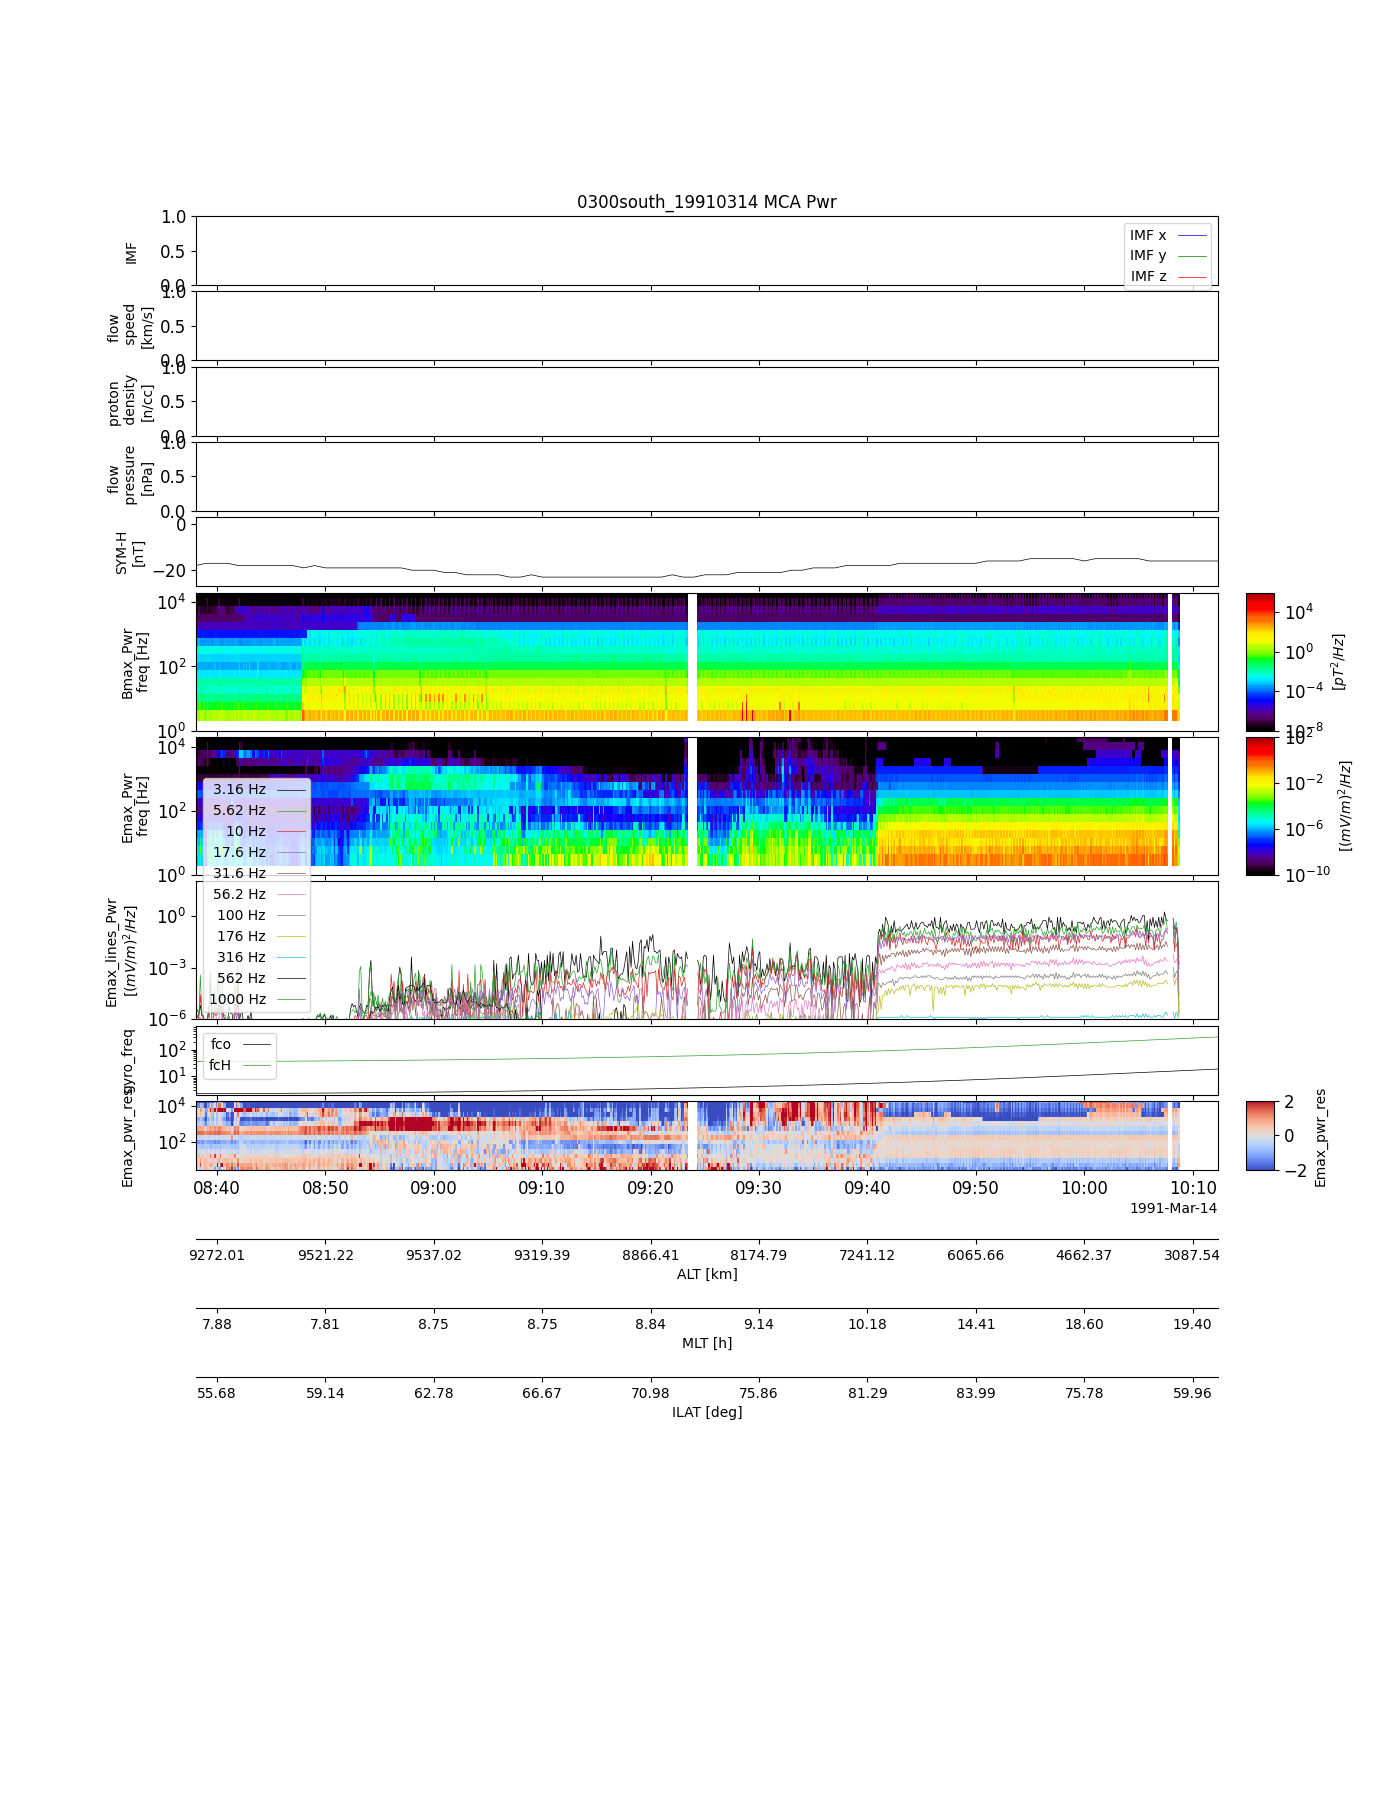 0300south_19910314 MCA Pwr
1.0
0.5
0.0
IMF
IMF x
IMF y
IMF z
1.0
0.5
0.0
flow
speed
[km/s]
1.0
0.5
0.0
proton
density
[n/cc]
1.0
0.5
0.0
flow
pressure
[nPa]
0
−20
SYM-H
[nT]
10^4
10^2
10^0
Bmax_Pwr
freq [Hz]
10^4
10^0
10^−4
10^−8
[pT^2/Hz]
10^4
10^2
10^0
Emax_Pwr
freq [Hz]
10^2
10^−2
10^−6
10^−10
[(mV/m)^2/Hz]
3.16 Hz
5.62 Hz
10 Hz
17.6 Hz
31.6 Hz
56.2 Hz
100 Hz
176 Hz
316 Hz
562 Hz
1000 Hz
10^0
10^−3
10^−6
Emax_lines_Pwr
[(mV/m)^2/Hz]
10^2
10^1
gyro_freq
fco
fcH
10^4
10^2
Emax_pwr_res
2
0
−2
Emax_pwr_res
08:40 08:50 09:00 09:10 09:20 09:30 09:40 09:50 10:00 10:10
1991-Mar-14
9272.01 9521.22 9537.02 9319.39 8866.41 8174.79 7241.12 6065.66 4662.37 3087.54
ALT [km]
7.88 7.81 8.75 8.75 8.84 9.14 10.18 14.41 18.60 19.40
MLT [h]
55.68 59.14 62.78 66.67 70.98 75.86 81.29 83.99 75.78 59.96
ILAT [deg]